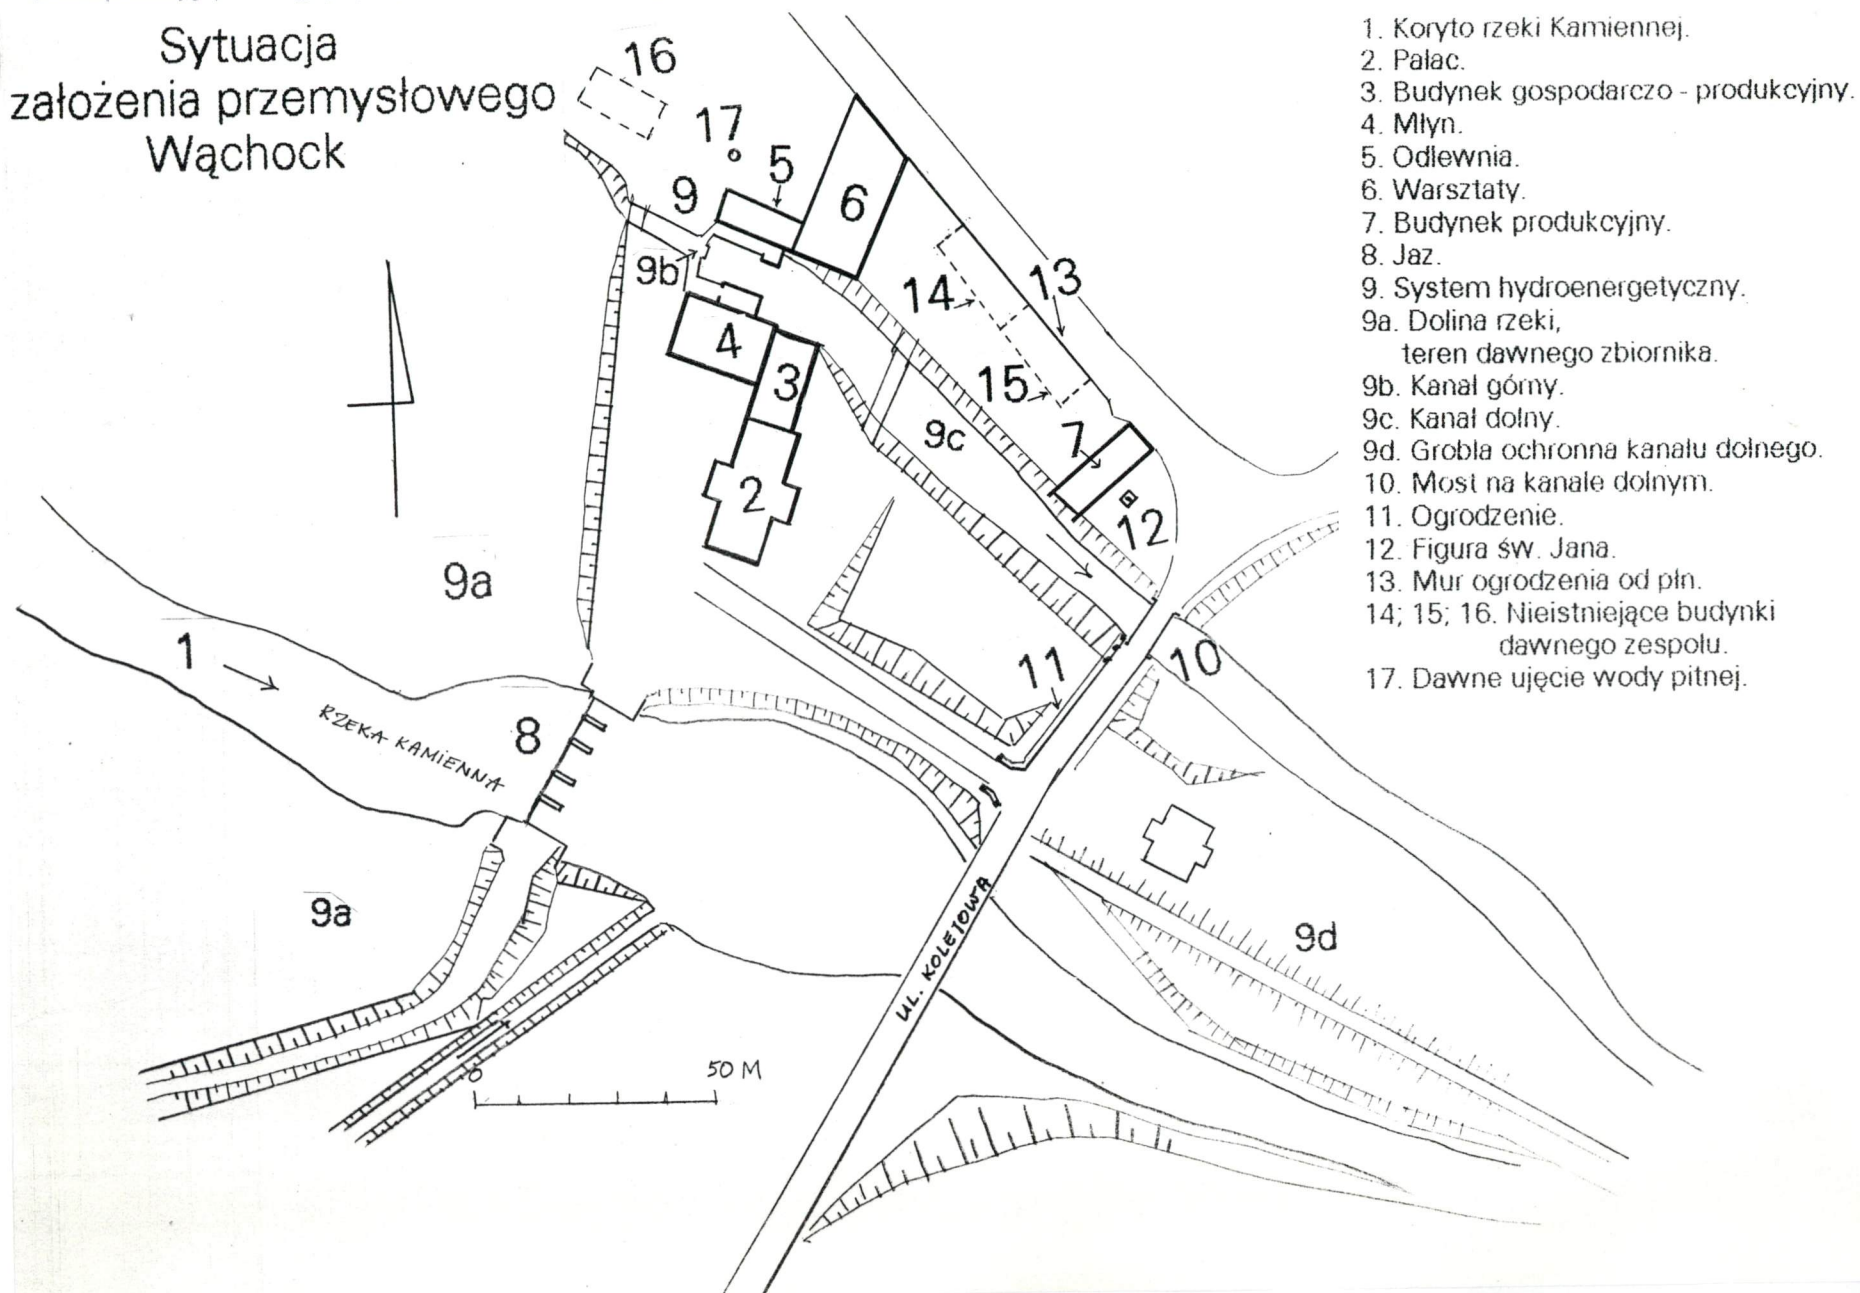 Sytuacja
założenia przemysłowego
Wąchock
1. Koryto rzeki Kamiennej.
2. Pałac.
3. Budynek gospodarczo - produkcyjny.
4. Młyn.
5. Odlewnia.
6. Warsztaty.
7. Budynek produkcyjny.
8. Jaz.
9. System hydroenergetyczny.
9a. Dolina rzeki,
teren dawnego zbiornika.
9b. Kanał górny.
9c. Kanał dolny.
9d. Grobla ochronna kanału dolnego.
10. Most na kanale dolnym.
11. Ogrodzenie.
12. Figura św. Jana.
13. Mur ogrodzenia od płn.
14; 15; 16. Nieistniejące budynki
dawnego zespołu.
17. Dawne ujęcie wody pitnej.
16
17
5
9
6
9b
4
3
14
13
15
9c
7
2
12
9a
1
RZEKA KAMIENNA
8
11
10
9a
UL. KOLEJOWA
9d
0
50 M